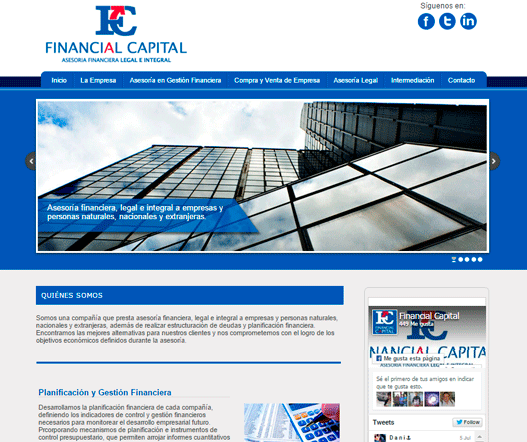 Síguenos en:
FC
FINANCIAL CAPITAL
ASESORIA FINANCIERA LEGAL E INTEGRAL
Inicio La Empresa Asesoría en Gestión Financiera Compra y Venta de Empresa Asesoría Legal Intermediación Contacto
Asesoría financiera, legal e integral a empresas y
personas naturales, nacionales y extranjeras.
QUIÉNES SOMOS
Somos una compañía que presta asesoría financiera, legal e integral a empresas y personas naturales,
nacionales y extranjeras, además de realizar estructuración de deudas y planificación financiera.
Encontramos las mejores alternativas para nuestros clientes y nos comprometemos con el logro de los
objetivos económicos definidos durante la asesoría.
Planificación y Gestión Financiera
Desarrollamos la planificación financiera de cada compañía,
definiendo los indicadores de control y gestión financieros
necesarios para monitorear el desarrollo empresarial futuro.
Prcoporando mecanismos de planificación e instrumentos de
control presupuestario, que permiten arrojar informes cuantitativos
Financial Capital
449 Me gusta
FINANCIAL CAPITAL
Me gusta esta página
ASESORIA FINANCIERA LEGAL E INTEGRAL
Sé el primero de tus amigos en indicar
que te gusta esto.
Tweets Follow
Dani 5 Jul